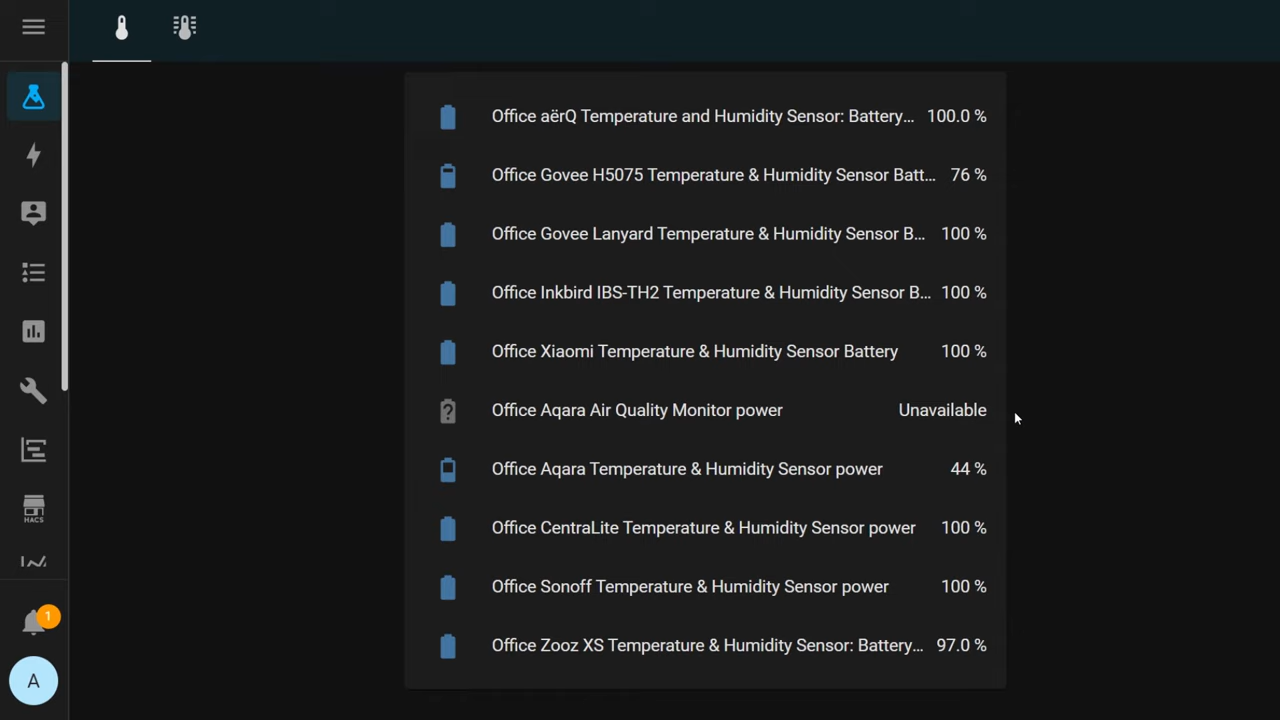 Office aërQ Temperature and Humidity Sensor: Battery... 100.0 %
Office Govee H5075 Temperature & Humidity Sensor Batt... 76 %
Office Govee Lanyard Temperature & Humidity Sensor B... 100 %
Office Inkbird IBS-TH2 Temperature & Humidity Sensor B... 100 %
Office Xiaomi Temperature & Humidity Sensor Battery 100 %
Office Aqara Air Quality Monitor power Unavailable
Office Aqara Temperature & Humidity Sensor power 44 %
Office CentraLite Temperature & Humidity Sensor power 100 %
HACS
Office Sonoff Temperature & Humidity Sensor power 100 %
1
Office Zooz XS Temperature & Humidity Sensor: Battery... 97.0 %
A